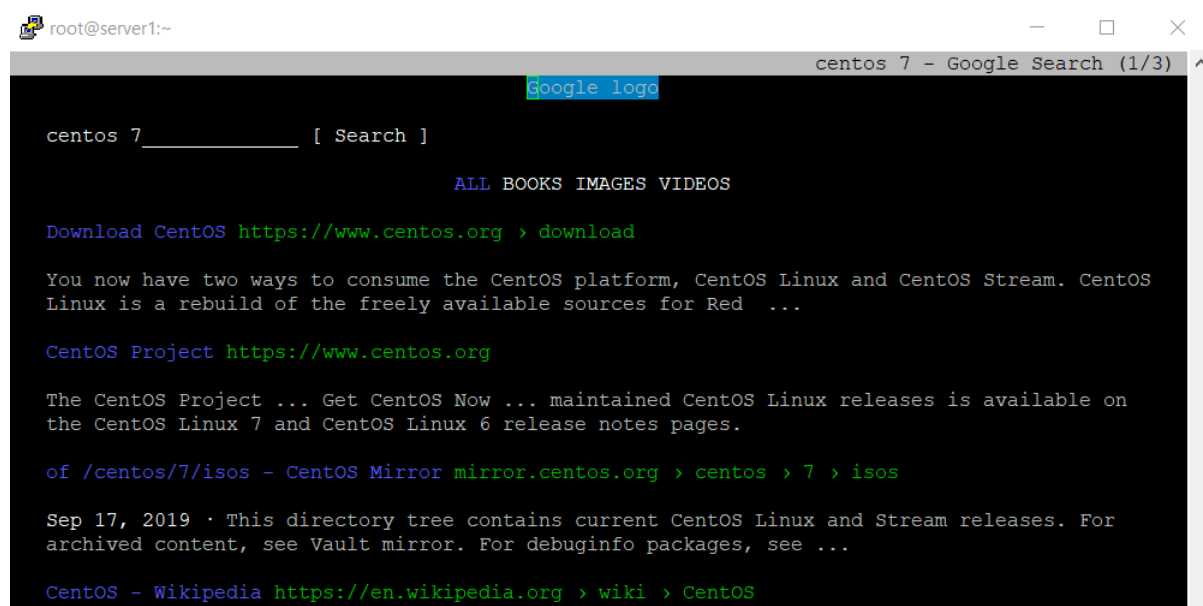 root@server1:~
centos 7 - Google Search (1/3)
Google logo
centos 7______________ [ Search ]
ALL BOOKS IMAGES VIDEOS
Download CentOS https://www.centos.org › download
You now have two ways to consume the CentOS platform, CentOS Linux and CentOS Stream. CentOS
Linux is a rebuild of the freely available sources for Red  ...
CentOS Project https://www.centos.org
The CentOS Project ... Get CentOS Now ... maintained CentOS Linux releases is available on
the CentOS Linux 7 and CentOS Linux 6 release notes pages.
of /centos/7/isos - CentOS Mirror mirror.centos.org › centos › 7 › isos
Sep 17, 2019 · This directory tree contains current CentOS Linux and Stream releases. For
archived content, see Vault mirror. For debuginfo packages, see ...
CentOS - Wikipedia https://en.wikipedia.org › wiki › CentOS